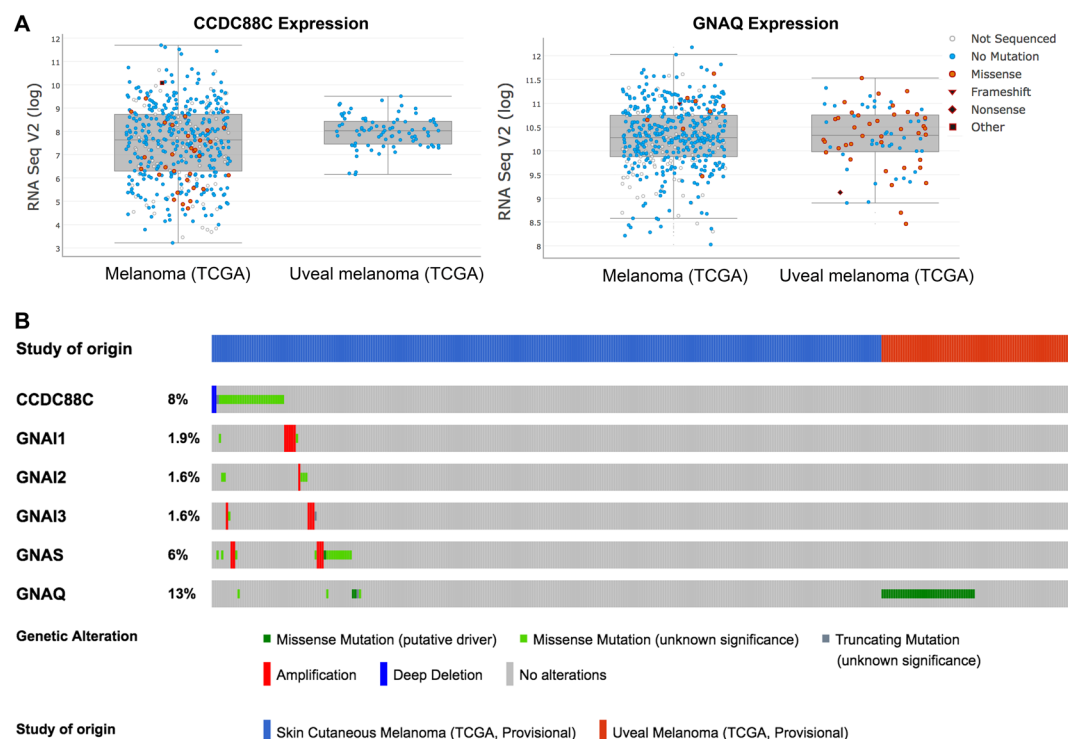 A
CCDC88C Expression
GNAQ Expression
RNA Seq V2 (log)
12
11
10
9
8
7
6
5
4
3
Melanoma (TCGA)
Uveal melanoma (TCGA)
RNA Seq V2 (log)
12
11.5
11
10.5
10
9.5
9
8.5
8
Melanoma (TCGA)
Uveal melanoma (TCGA)
Not Sequenced
No Mutation
Missense
Frameshift
Nonsense
Other
B
Study of origin
CCDC88C 8%
GNAI1 1.9%
GNAI2 1.6%
GNAI3 1.6%
GNAS 6%
GNAQ 13%
Genetic Alteration
Missense Mutation (putative driver)
Missense Mutation (unknown significance)
Truncating Mutation
(unknown significance)
Amplification
Deep Deletion
No alterations
Study of origin
Skin Cutaneous Melanoma (TCGA, Provisional)
Uveal Melanoma (TCGA, Provisional)